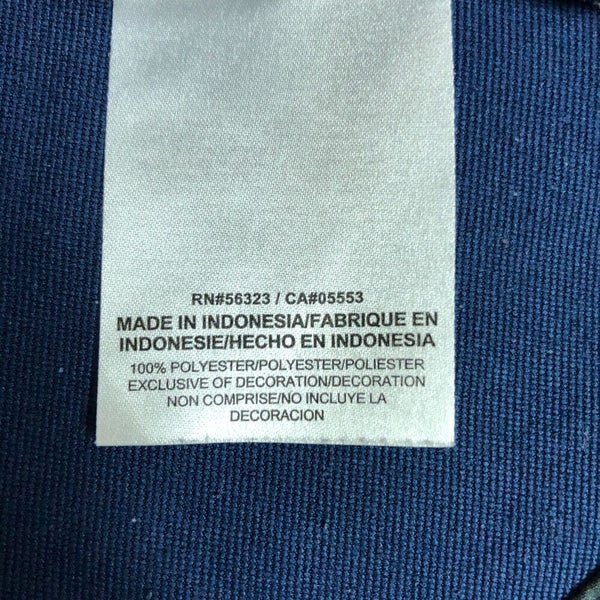 RN#56323 / CA#05553
MADE IN INDONESIA/FABRIQUE EN
INDONESIE/HECHO EN INDONESIA
100% POLYESTER/POLYESTER/POLIESTER
EXCLUSIVE OF DECORATION/DECORATION
NON COMPRISE/NO INCLUYE LA
DECORACION